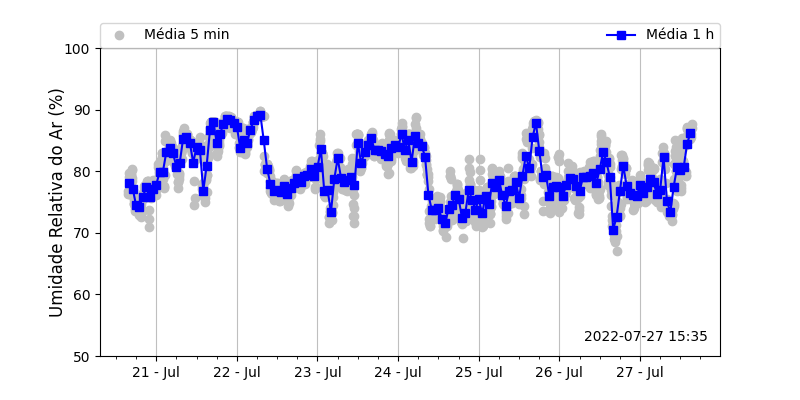 Média 5 min
Média 1 h
Umidade Relativa do Ar (%)
100
90
80
70
60
50
2022-07-27 15:35
21 - Jul
22 - Jul
23 - Jul
24 - Jul
25 - Jul
26 - Jul
27 - Jul